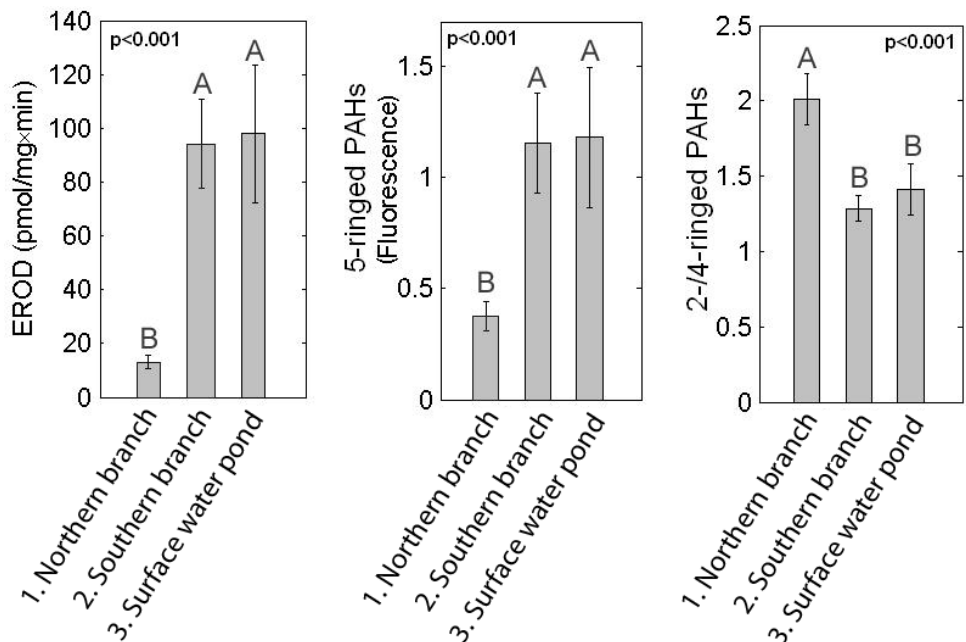 EROD (pmol/mg×min)
140
120
100
80
60
40
20
0
p<0.001
B
A
A
1. Northern branch
2. Southern branch
3. Surface water pond
5-ringed PAHs
(Fluorescence)
1.5
1
0.5
0
p<0.001
B
A
A
1. Northern branch
2. Southern branch
3. Surface water pond
2-/4-ringed PAHs
2.5
2
1.5
1
0.5
0
p<0.001
A
B
B
1. Northern branch
2. Southern branch
3. Surface water pond